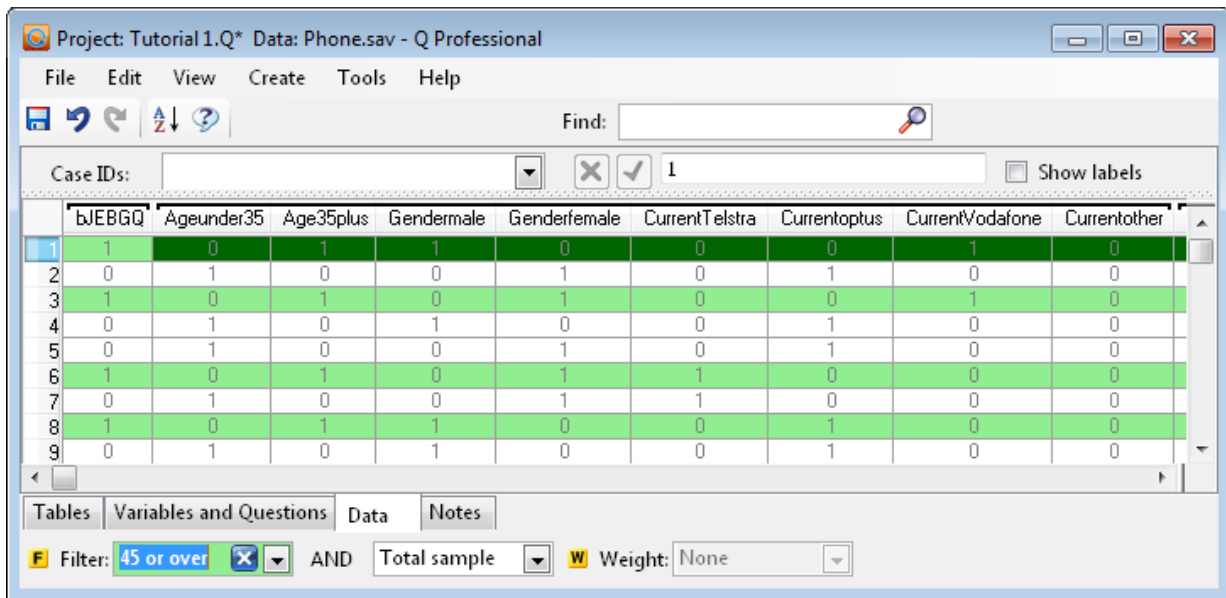 Project: Tutorial 1.Q* Data: Phone.sav - Q Professional
File Edit View Create Tools Help
Find:
Case IDs: 1 Show labels
bJEBGQ Ageunder35 Age35plus Gendermale Genderfemale CurrentTelstra Currentoptus CurrentVodafone Currentother
1 1 0 1 1 0 0 0 1 0
2 0 1 0 0 1 0 1 0 0
3 1 0 1 0 1 0 0 1 0
4 0 1 0 1 0 0 1 0 0
5 0 1 0 0 1 0 1 0 0
6 1 0 1 0 1 1 0 0 0
7 0 1 0 0 1 1 0 0 0
8 1 0 1 1 0 0 1 0 0
9 0 1 0 1 0 0 1 0 0
Tables Variables and Questions Data Notes
F Filter: 45 or over AND Total sample W Weight: None